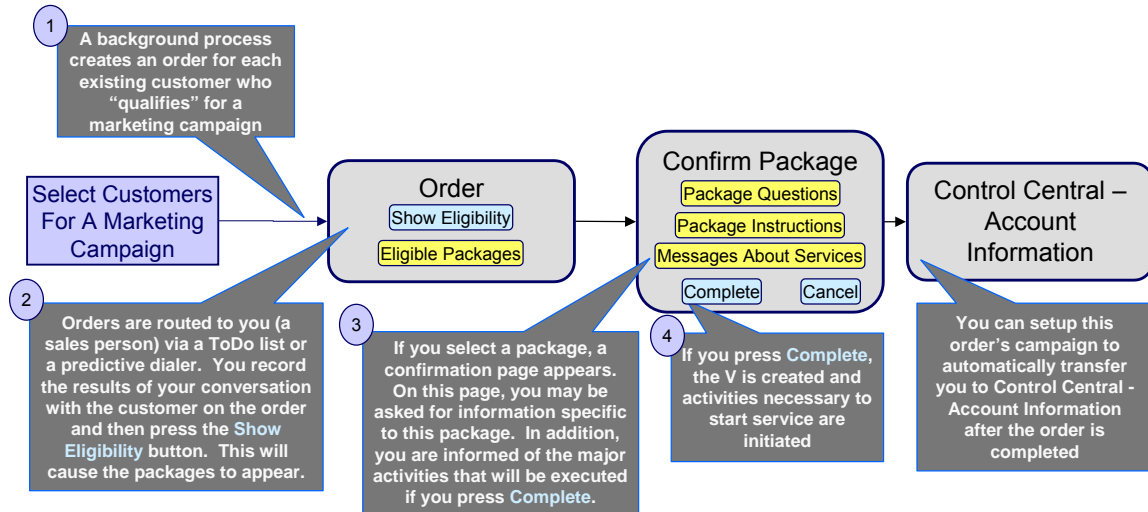 1
A background process
creates an order for each
existing customer who
“qualifies” for a
marketing campaign
Select Customers
For A Marketing
Campaign
Order
Show Eligibility
Eligible Packages
Confirm Package
Package Questions
Package Instructions
Messages About Services
Complete
Cancel
Control Central –
Account
Information
2
Orders are routed to you (a
sales person) via a ToDo list or
a predictive dialer. You record
the results of your conversation
with the customer on the order
and then press the Show
Eligibility button. This will
cause the packages to appear.
3
If you select a package, a
confirmation page appears.
On this page, you may be
asked for information specific
to this package. In addition,
you are informed of the major
activities that will be executed
if you press Complete.
4
If you press Complete,
the V is created and
activities necessary to
start service are
initiated
You can setup this
order’s campaign to
automatically transfer
you to Control Central -
Account Information
after the order is
completed